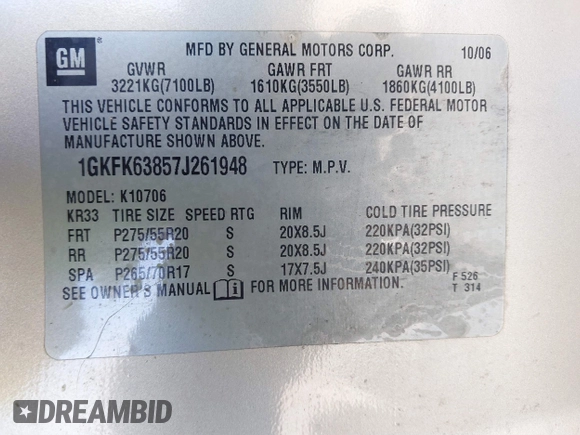 GM
MFD BY GENERAL MOTORS CORP. 10/06
GVWR GAWR FRT GAWR RR
3221KG(7100LB) 1610KG(3550LB) 1860KG(4100LB)
THIS VEHICLE CONFORMS TO ALL APPLICABLE U.S. FEDERAL MOTOR
VEHICLE SAFETY STANDARDS IN EFFECT ON THE DATE OF
MANUFACTURE SHOWN ABOVE.
1GKFK63857J261948 TYPE: M.P.V.
MODEL: K10706
KR33 TIRE SIZE SPEED RTG RIM COLD TIRE PRESSURE
FRT P275/55R20 S 20X8.5J 220KPA(32PSI)
RR P275/55R20 S 20X8.5J 220KPA(32PSI)
SPA P265/70R17 S 17X7.5J 240KPA(35PSI)
SEE OWNER'S MANUAL FOR MORE INFORMATION.
F 526
T 314
DREAMBID